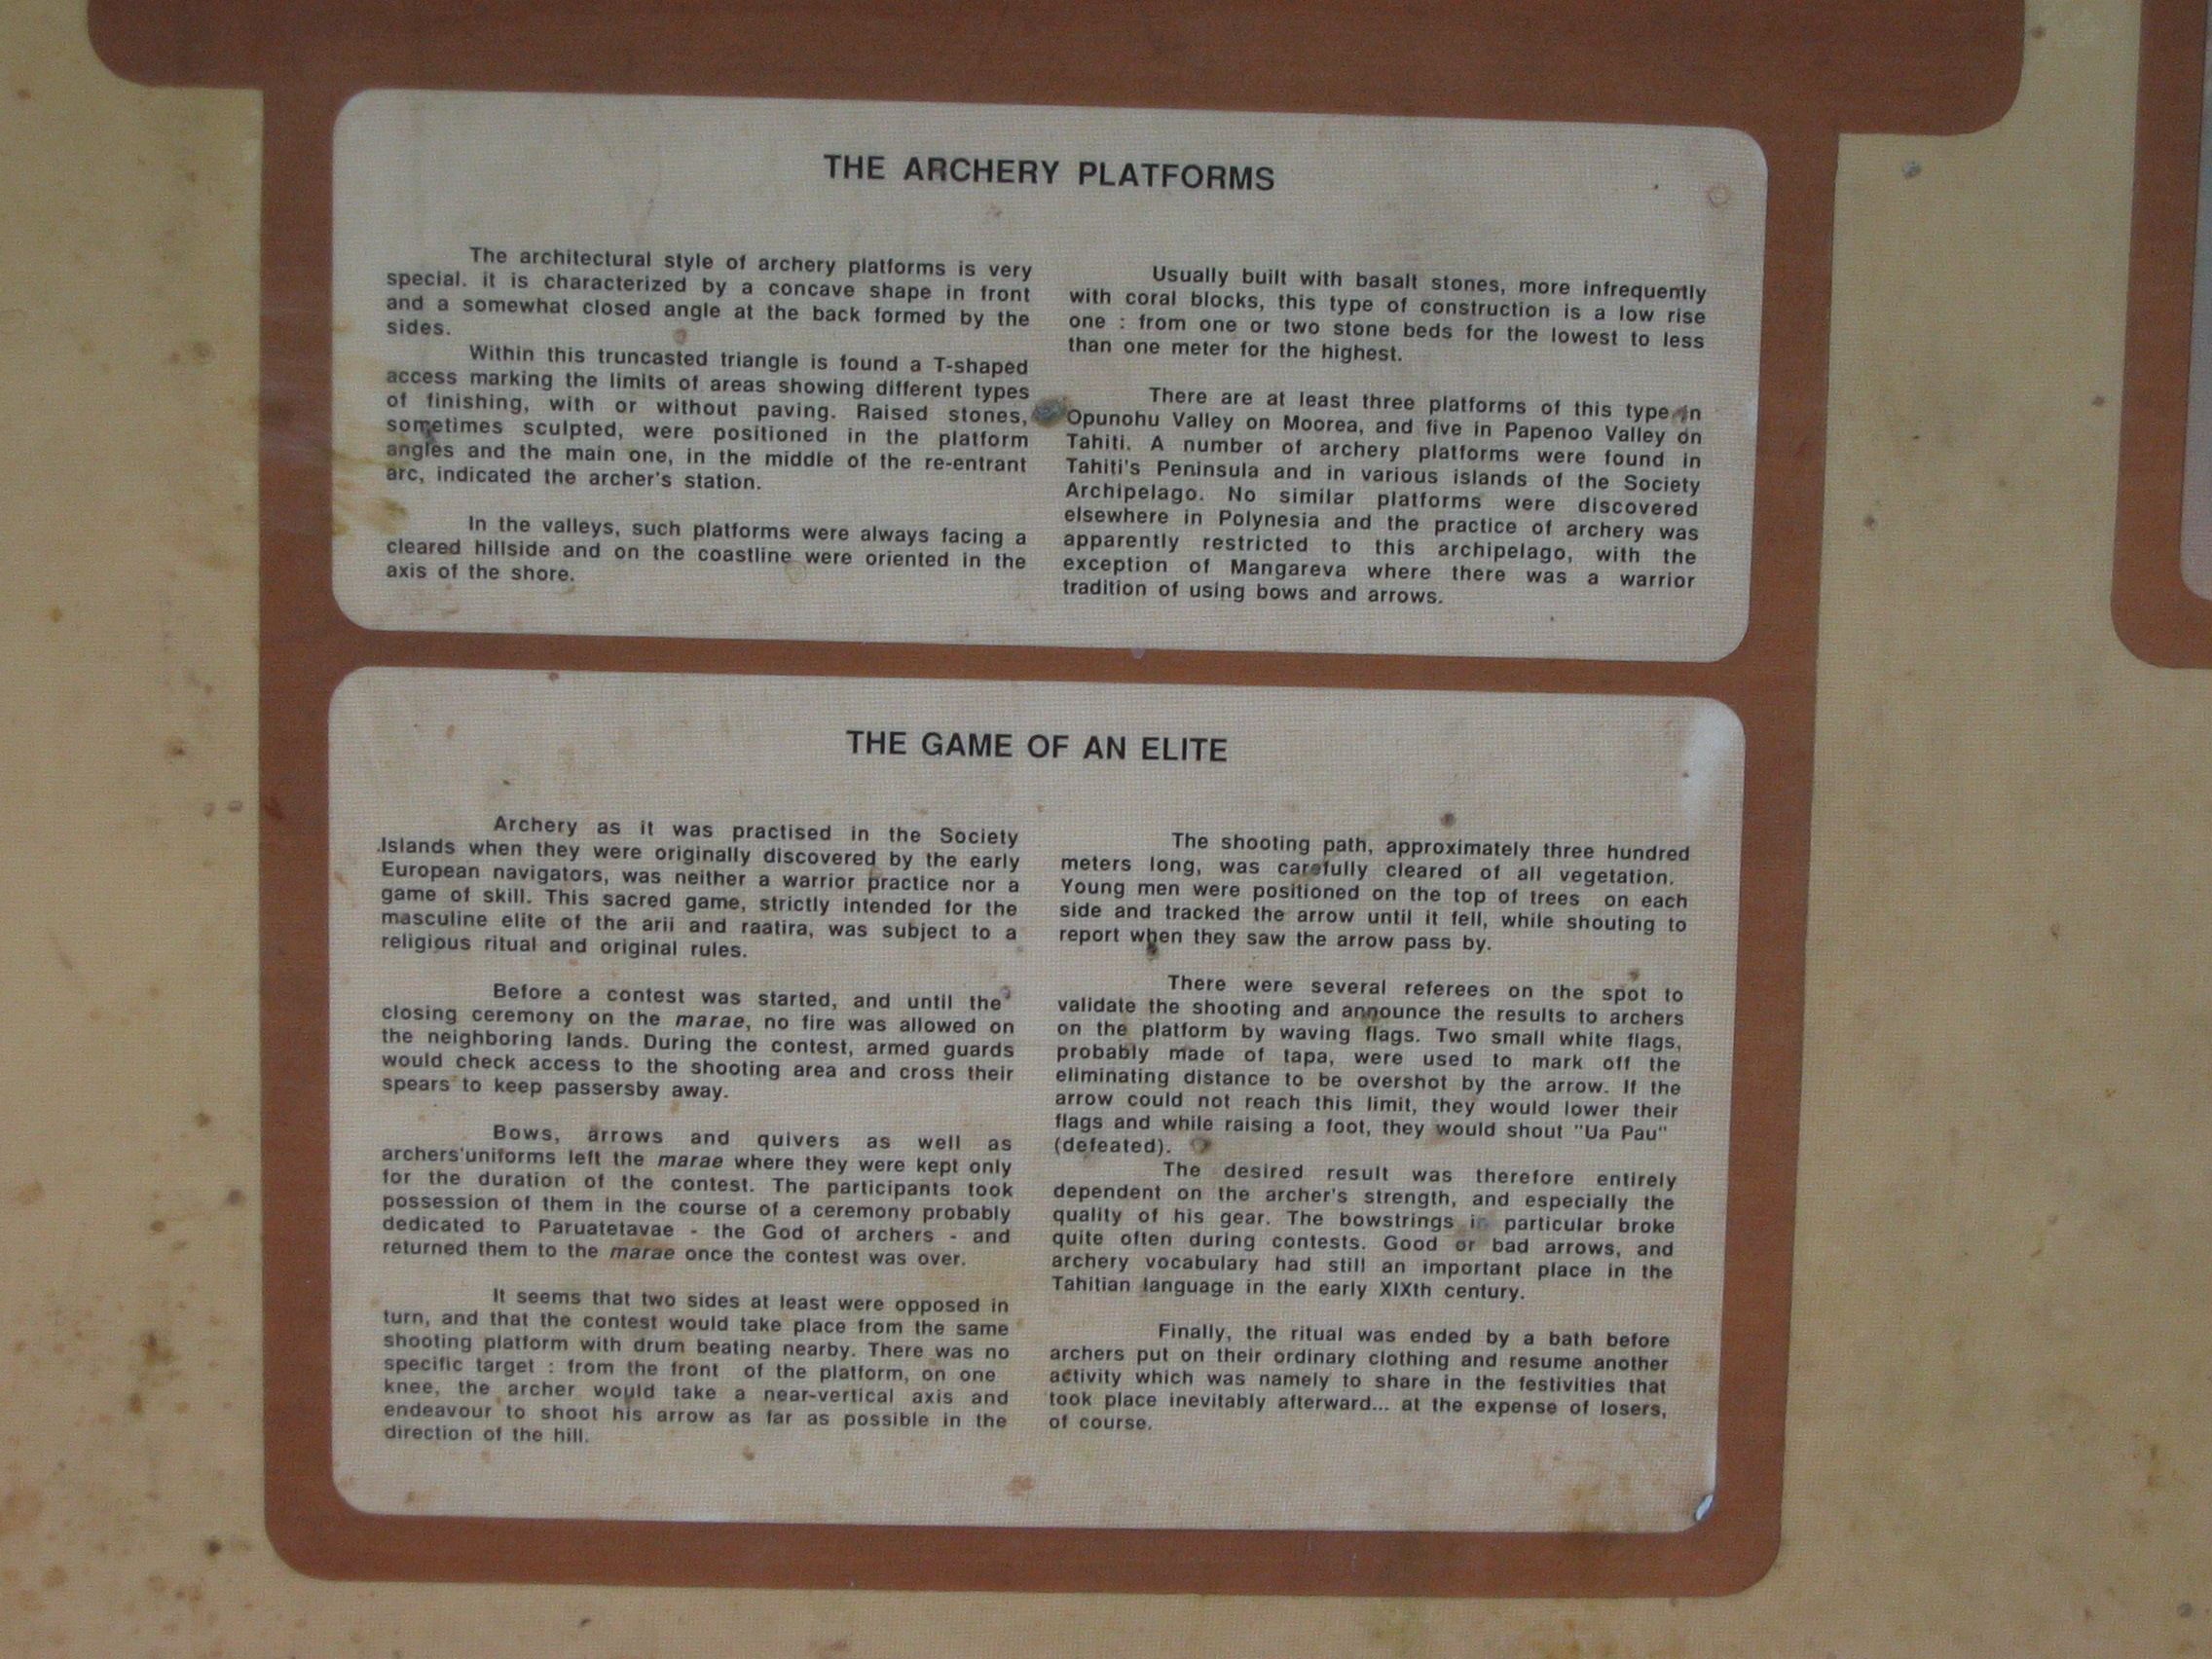 THE ARCHERY PLATFORMS
The architectural style of archery platforms is very
special. it is characterized by a concave shape in front
and a somewhat closed angle at the back formed by the
sides.
Within this truncasted triangle is found a T-shaped
access marking the limits of areas showing different types
of finishing, with or without paving. Raised stones,
sometimes sculpted, were positioned in the platform
angles and the main one, in the middle of the re-entrant
arc, indicated the archer's station.
In the valleys, such platforms were always facing a
cleared hillside and on the coastline were oriented in the
axis of the shore.
Usually built with basalt stones, more infrequently
with coral blocks, this type of construction is a low rise
one : from one or two stone beds for the lowest to less
than one meter for the highest.
There are at least three platforms of this type in
Opunohu Valley on Moorea, and five in Papenoo Valley on
Tahiti. A number of archery platforms were found in
Tahiti's Peninsula and in various islands of the Society
Archipelago. No similar platforms were discovered
elsewhere in Polynesia and the practice of archery was
apparently restricted to this archipelago, with the
exception of Mangareva where there was a warrior
tradition of using bows and arrows.
THE GAME OF AN ELITE
Archery as it was practised in the Society
Islands when they were originally discovered by the early
European navigators, was neither a warrior practice nor a
game of skill. This sacred game, strictly intended for the
masculine elite of the arii and raatira, was subject to a
religious ritual and original rules.
Before a contest was started, and until the
closing ceremony on the marae, no fire was allowed on
the neighboring lands. During the contest, armed guards
would check access to the shooting area and cross their
spears to keep passersby away.
Bows, arrows and quivers as well as
archers'uniforms left the marae where they were kept only
for the duration of the contest. The participants took
possession of them in the course of a ceremony probably
dedicated to Paruatetavae - the God of archers - and
returned them to the marae once the contest was over.
It seems that two sides at least were opposed in
turn, and that the contest would take place from the same
shooting platform with drum beating nearby. There was no
specific target : from the front of the platform, on one
knee, the archer would take a near-vertical axis and
endeavour to shoot his arrow as far as possible in the
direction of the hill.
The shooting path, approximately three hundred
meters long, was carefully cleared of all vegetation.
Young men were positioned on the top of trees on each
side and tracked the arrow until it fell, while shouting to
report when they saw the arrow pass by.
There were several referees on the spot to
validate the shooting and announce the results to archers
on the platform by waving flags. Two small white flags,
probably made of tapa, were used to mark off the
eliminating distance to be overshot by the arrow. If the
arrow could not reach this limit, they would lower their
flags and while raising a foot, they would shout "Ua Pau"
(defeated).
The desired result was therefore entirely
dependent on the archer's strength, and especially the
quality of his gear. The bowstrings in particular broke
quite often during contests. Good or bad arrows, and
archery vocabulary had still an important place in the
Tahitian language in the early XIXth century.
Finally, the ritual was ended by a bath before
archers put on their ordinary clothing and resume another
activity which was namely to share in the festivities that
took place inevitably afterward... at the expense of losers,
of course.